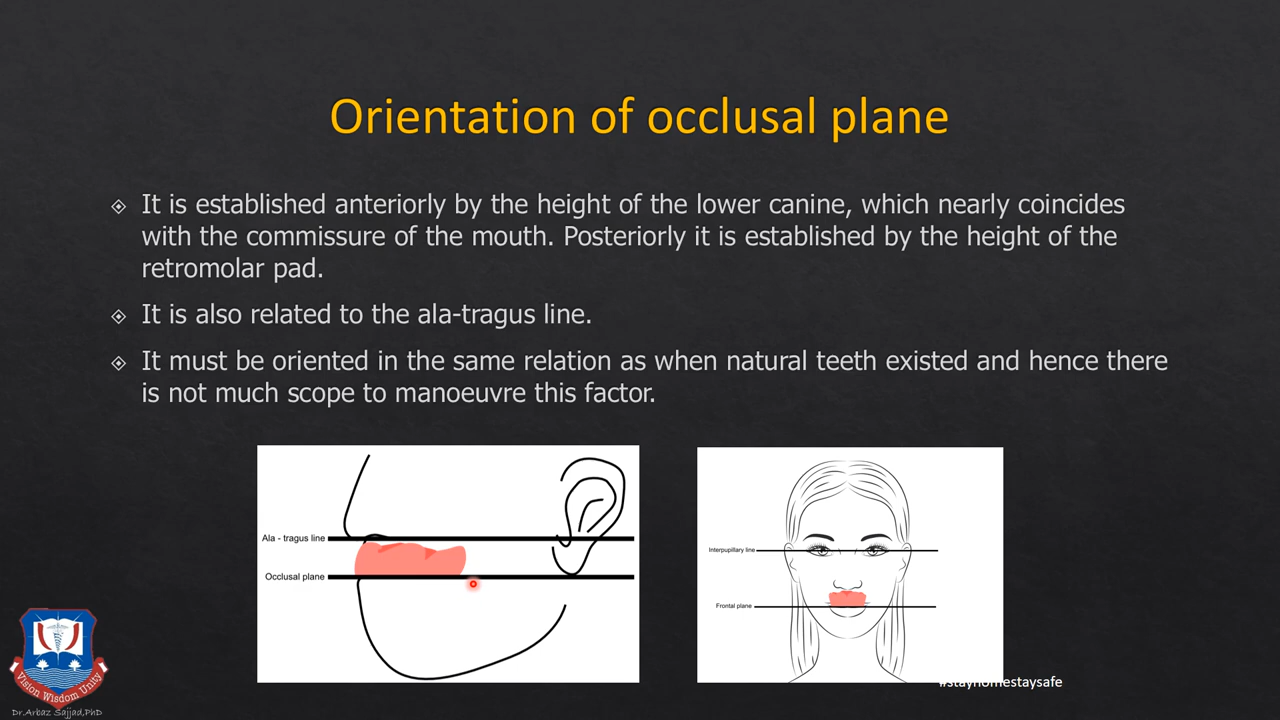 Orientation of occlusal plane
It is established anteriorly by the height of the lower canine, which nearly coincides
with the commissure of the mouth. Posteriorly it is established by the height of the
retromolar pad.
It is also related to the ala-tragus line.
It must be oriented in the same relation as when natural teeth existed and hence there
is not much scope to manoeuvre this factor.
Ala - tragus line
Occlusal plane
Interpupillary line
Frontal plane
#stayhomestaysafe
Vision Wisdom Unity
Dr.Arbaz Sajjad,PhD